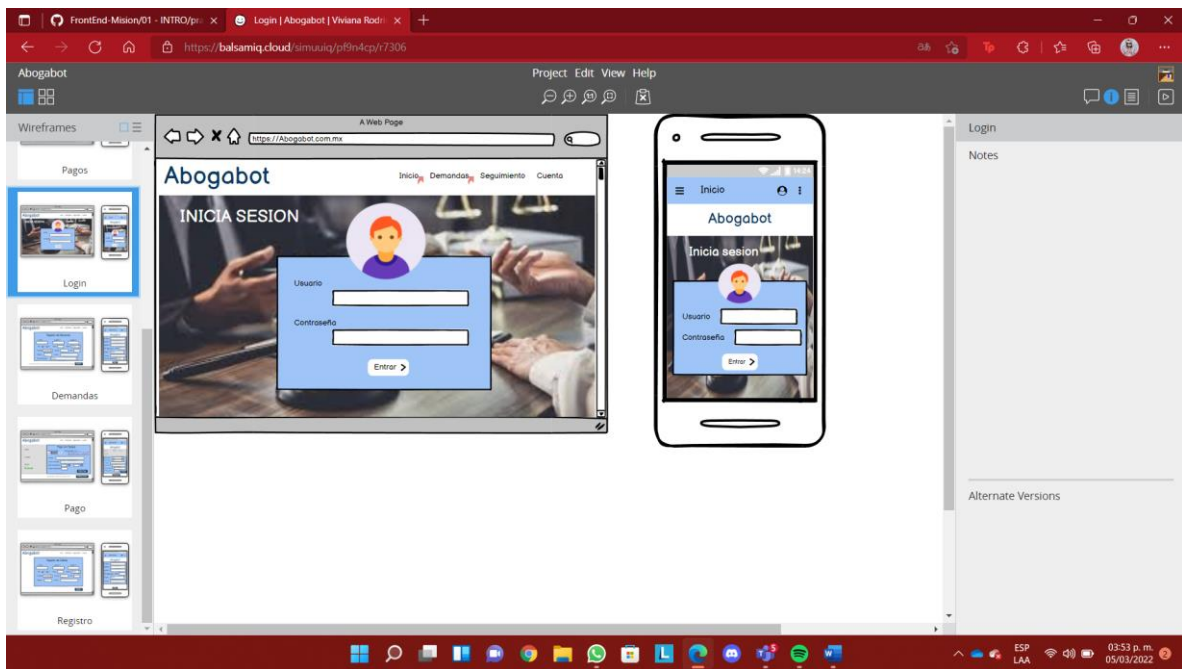 FrontEnd-Mision/01 - INTRO/pr
Login | Abogabot | Viviana Rodri
https://balsamiq.cloud/simuuiq/pf9n4cp/r7306
Abogabot
Project Edit View Help
Wireframes
Pagos
Login
Demandas
Pago
Registro
A Web Page
https://Abogabot.com.mx
Abogabot
Inicio Demandas Seguimiento Cuenta
INICIA SESION
Usuario
Contraseña
Entrar
Inicio
Abogabot
Inicia sesion
Usuario
Contraseña
Entrar
Login
Notes
Alternate Versions
ESP
LAA
03:53 p. m.
05/03/2022